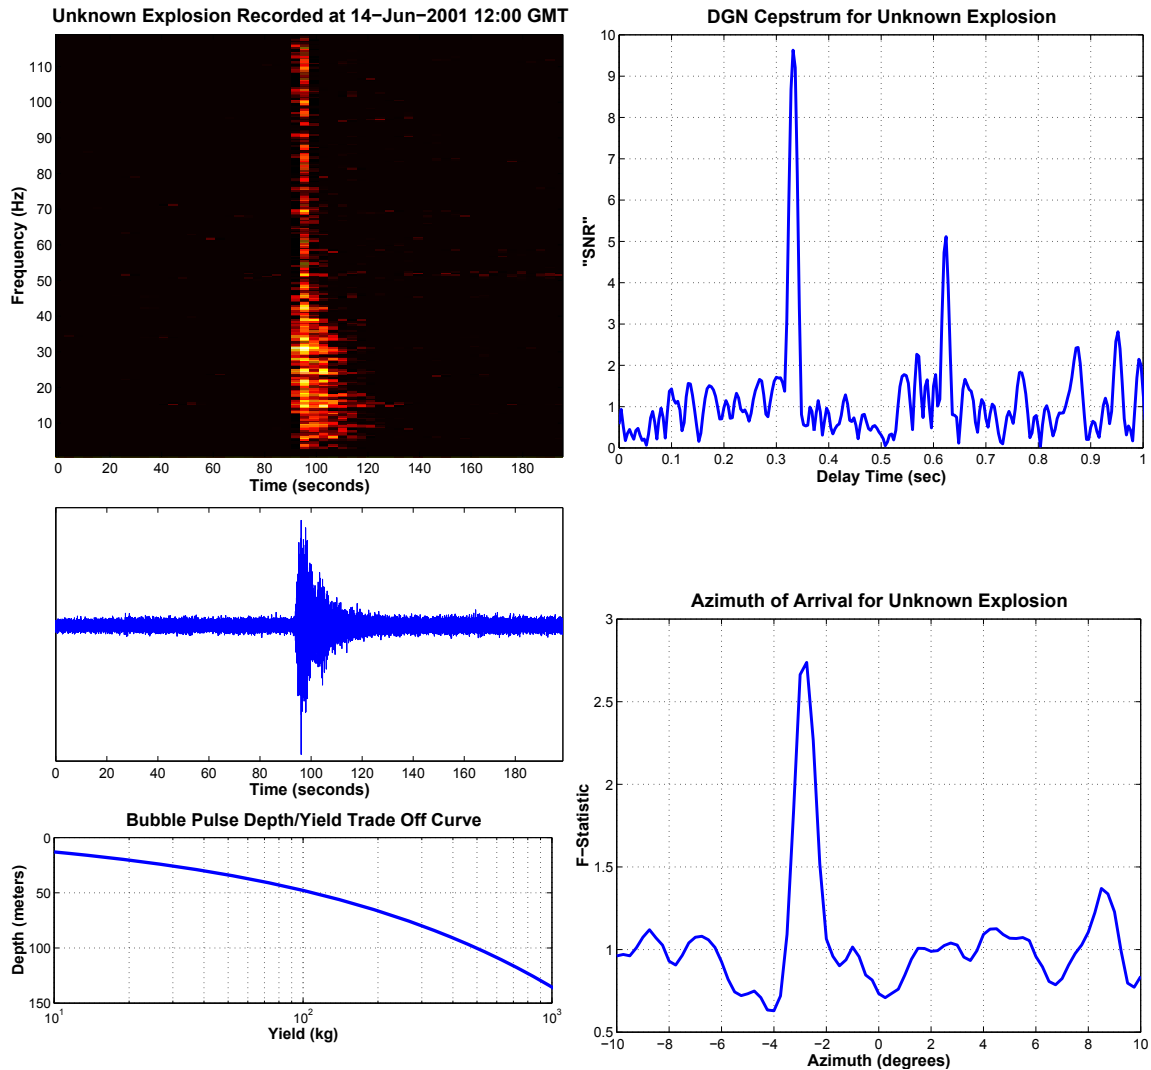 Unknown Explosion Recorded at 14−Jun−2001 12:00 GMT
Frequency (Hz)
110
100
90
80
70
60
50
40
30
20
10
0 20 40 60 80 100 120 140 160 180
Time (seconds)
DGN Cepstrum for Unknown Explosion
"SNR"
10
9
8
7
6
5
4
3
2
1
0
0 0.1 0.2 0.3 0.4 0.5 0.6 0.7 0.8 0.9 1
Delay Time (sec)
0 20 40 60 80 100 120 140 160 180
Time (seconds)
Bubble Pulse Depth/Yield Trade Off Curve
Depth (meters)
0
50
100
150
10^1 10^2 10^3
Yield (kg)
Azimuth of Arrival for Unknown Explosion
F−Statistic
3
2.5
2
1.5
1
0.5
−10 −8 −6 −4 −2 0 2 4 6 8 10
Azimuth (degrees)